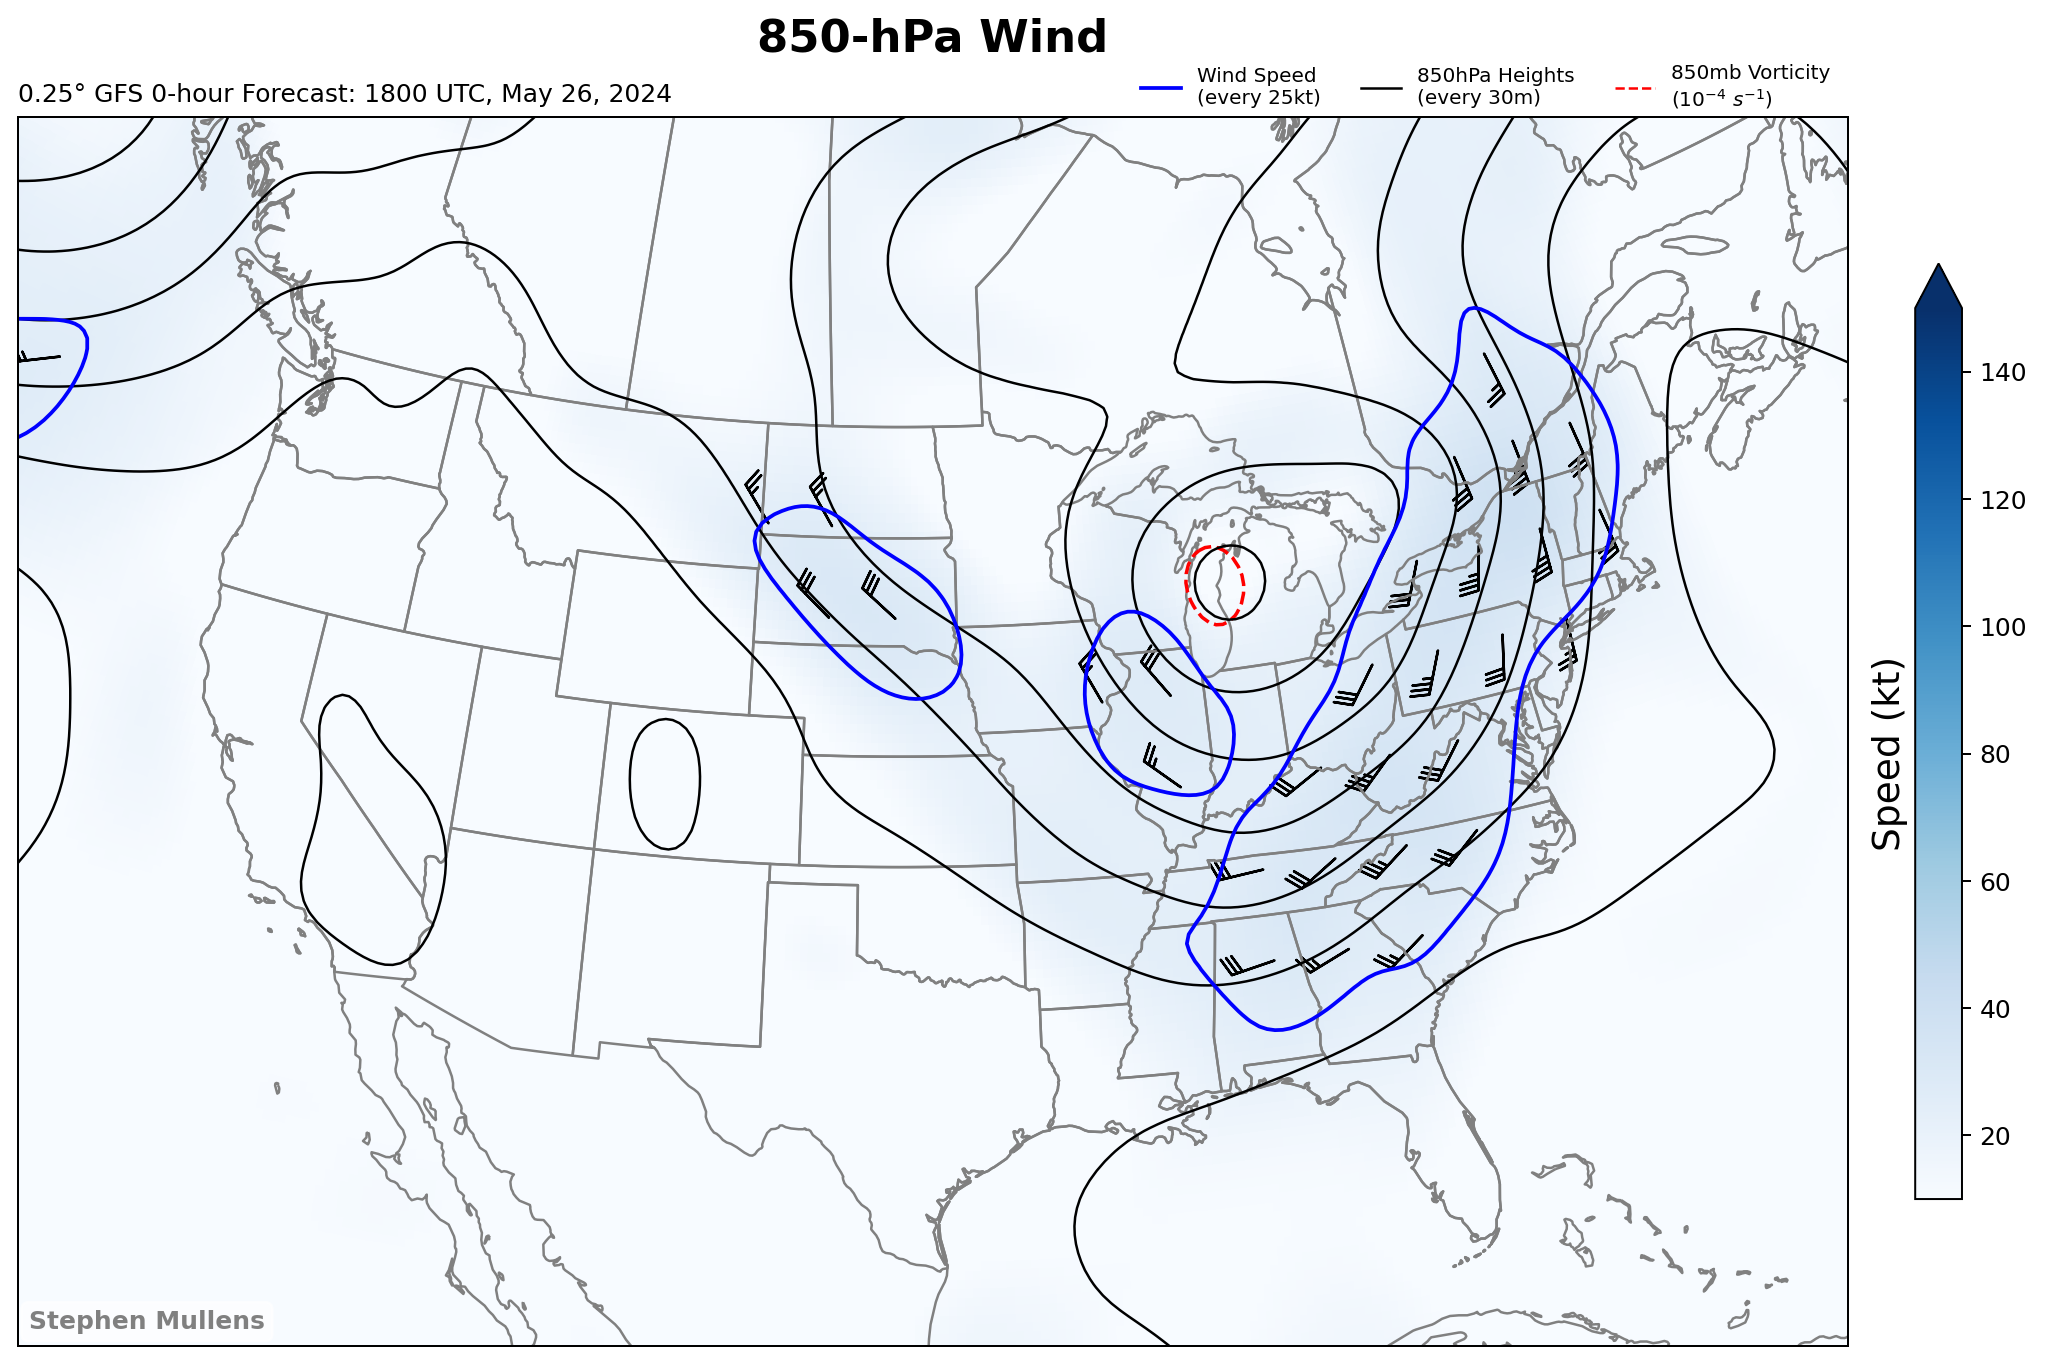 850-hPa Wind
0.25° GFS 0-hour Forecast: 1800 UTC, May 26, 2024
Wind Speed
(every 25kt)
850hPa Heights
(every 30m)
850mb Vorticity
(10⁻⁴ s⁻¹)
140
120
100
80
60
40
20
Speed (kt)
Stephen Mullens